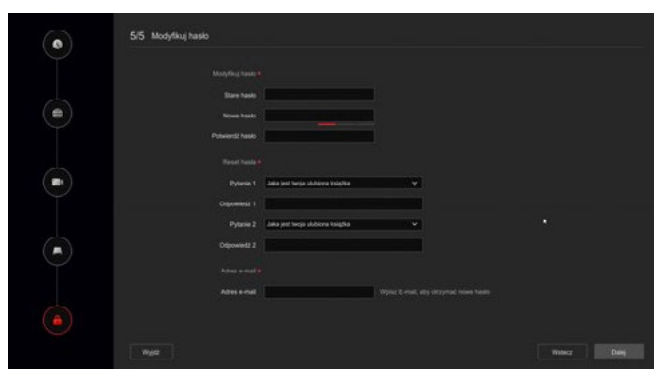 5/5 Modyfikuj hasło
Modyfikuj hasło *
Stare hasło
Nowe hasło
Potwierdź hasło
Reset hasła *
Pytanie 1 Jaka jest twoja ulubiona książka
Odpowiedź 1
Pytanie 2 Jaka jest twoja ulubiona książka
Odpowiedź 2
Adres e-mail *
Adres e-mail Wpisz E-mail, aby otrzymać nowe hasło
Wyjdź Wstecz Dalej